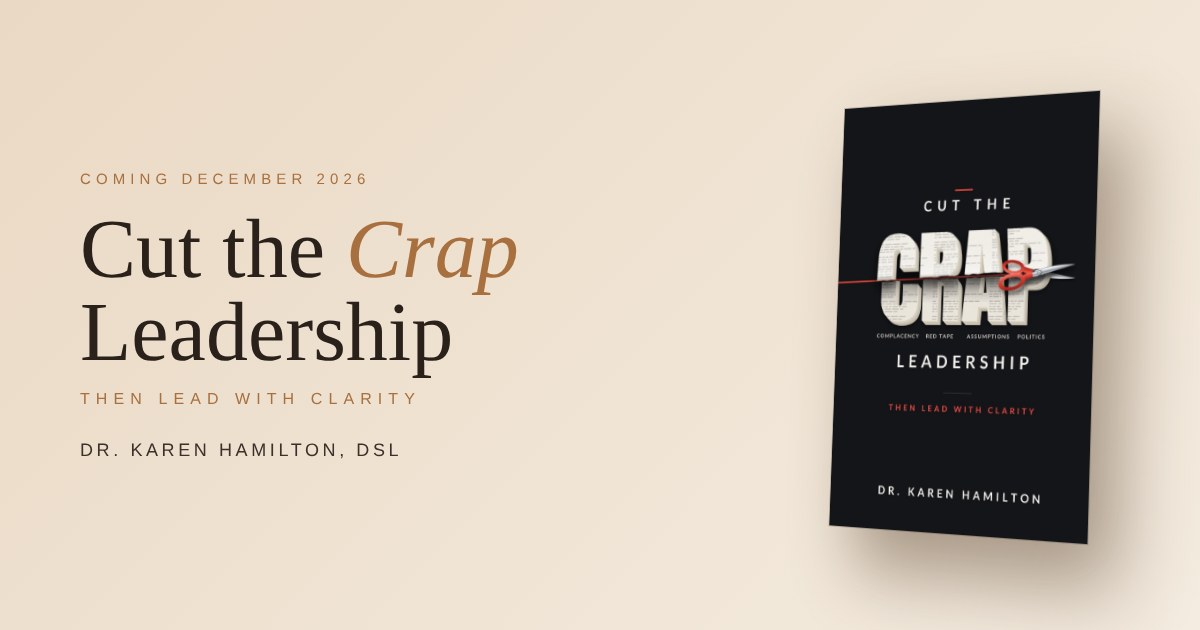 COMING DECEMBER 2026
Cut the Crap
Leadership
THEN LEAD WITH CLARITY
DR. KAREN HAMILTON, DSL
CUT THE
CRAP
COMPLACENCY RED TAPE ASSUMPTIONS POLITICS
LEADERSHIP
THEN LEAD WITH CLARITY
DR. KAREN HAMILTON